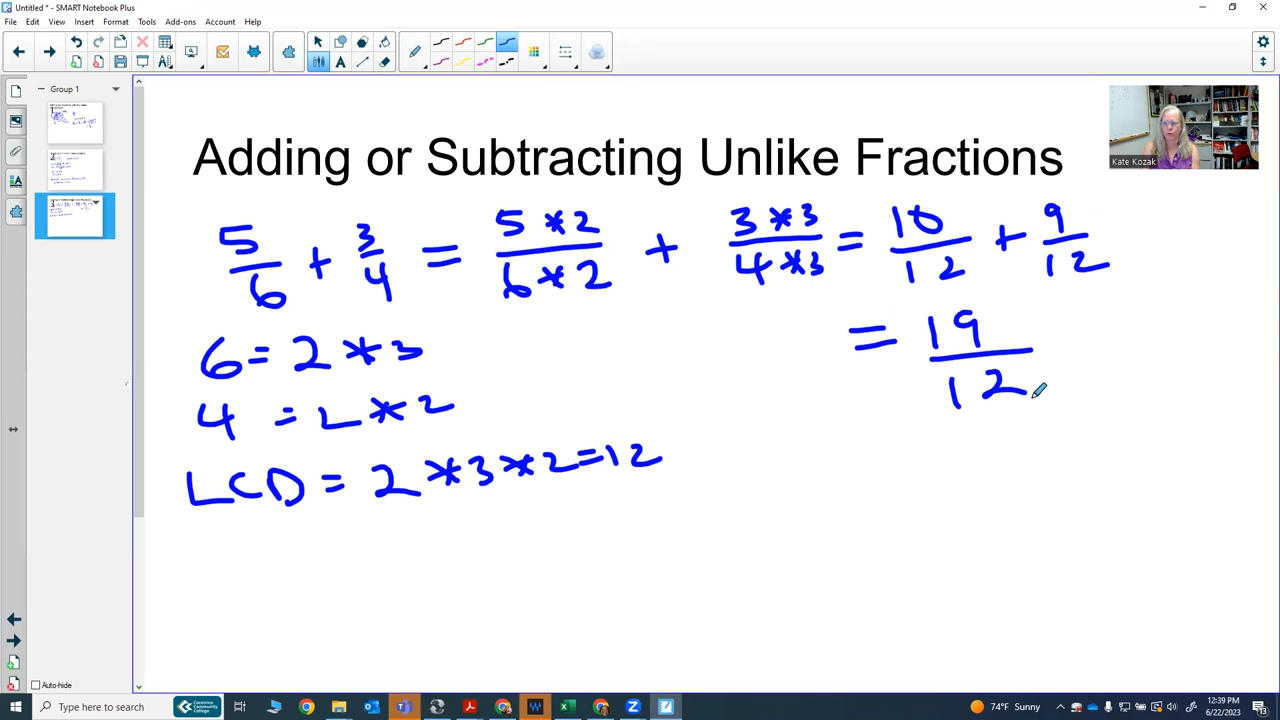 Untitled * - SMART Notebook Plus
File Edit View Insert Format Tools Add-ons Account Help
Group 1
Kate Kozak
Adding or Subtracting Unlike Fractions
5/6 + 3/4 = 5*2/6*2 + 3*3/4*3 = 10/12 + 9/12
= 19/12
6 = 2 * 3
4 = 2 * 2
LCD = 2 * 3 * 2 = 12
Auto-hide
Type here to search
74°F Sunny
12:39 PM
6/22/2023